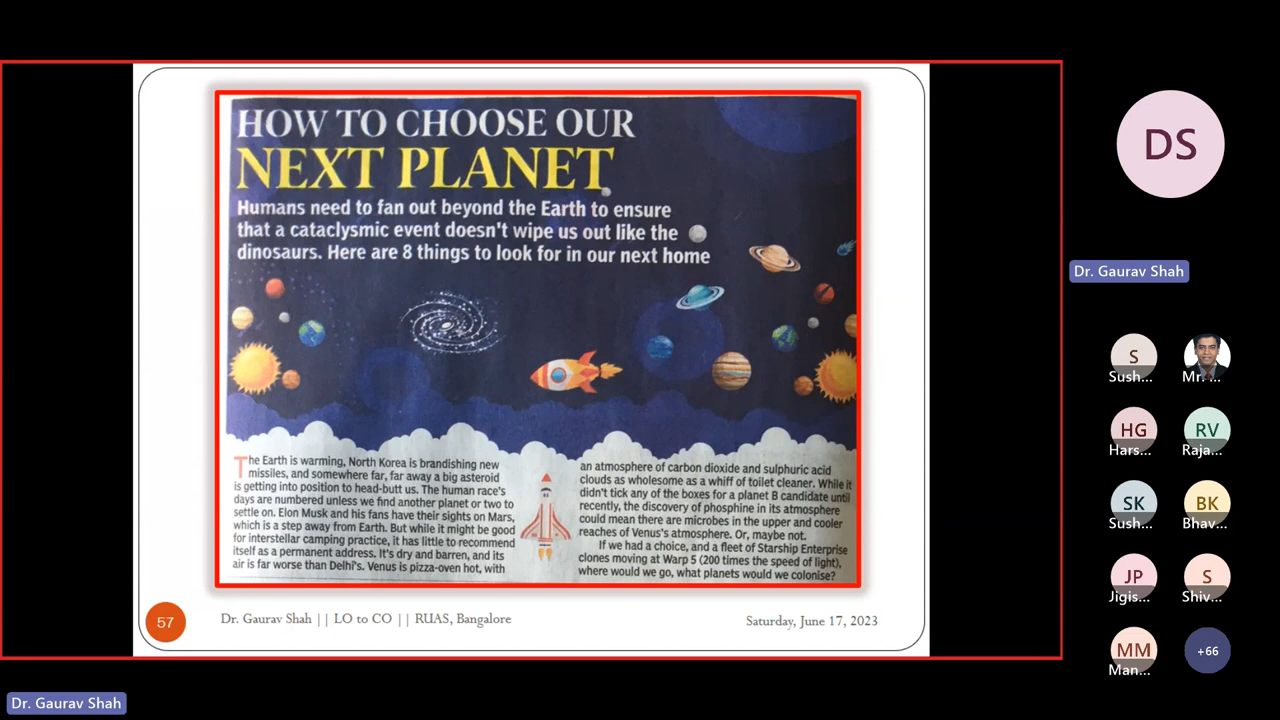 HOW TO CHOOSE OUR
NEXT PLANET
Humans need to fan out beyond the Earth to ensure
that a cataclysmic event doesn't wipe us out like the
dinosaurs. Here are 8 things to look for in our next home
The Earth is warming, North Korea is brandishing new
missiles, and somewhere far, far away a big asteroid
is getting into position to head-butt us. The human race's
days are numbered unless we find another planet or two to
settle on. Elon Musk and his fans have their sights on Mars,
which is a step away from Earth. But while it might be good
for interstellar camping practice, it has little to recommend
itself as a permanent address. It's dry and barren, and its
air is far worse than Delhi's. Venus is pizza-oven hot, with
an atmosphere of carbon dioxide and sulphuric acid
clouds as wholesome as a whiff of toilet cleaner. While it
didn't tick any of the boxes for a planet B candidate until
recently, the discovery of phosphine in its atmosphere
could mean there are microbes in the upper and cooler
reaches of Venus's atmosphere. Or, maybe not.
If we had a choice, and a fleet of Starship Enterprise
clones moving at Warp 5 (200 times the speed of light),
where would we go, what planets would we colonise?
57
Dr. Gaurav Shah || LO to CO || RUAS, Bangalore
Saturday, June 17, 2023
Dr. Gaurav Shah
DS
Dr. Gaurav Shah
S
Sush...
Mr. ...
HG
Hars...
RV
Raja...
SK
Sush...
BK
Bhav...
JP
Jigis...
S
Shiv...
MM
Man...
+66